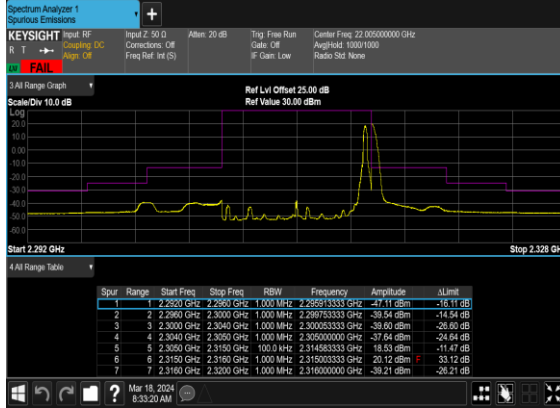 Spectrum Analyzer 1
Spurious Emissions
KEYSIGHT Input: RF Input Z: 50 Ω Atten: 20 dB Trig: Free Run Center Freq: 22.005000000 GHz
R T Coupling: DC Corrections: Off Gate: Off Avg|Hold: 1000/1000
Align: Off Freq Ref: Int (S) IF Gain: Low Radio Std: None
FAIL
3 All Range Graph
Ref Lvl Offset 25.00 dB
Scale/Div 10.0 dB Ref Value 30.00 dBm
Log
20.0
10.0
0.00
-10.0
-20.0
-30.0
-40.0
-50.0
-60.0
Start 2.292 GHz Stop 2.328 GH
4 All Range Table
Spur Range Start Freq Stop Freq RBW Frequency Amplitude ΔLimit
1 1 2.2920 GHz 2.2960 GHz 1.000 MHz 2.295913333 GHz -47.11 dBm -16.11 dB
2 2 2.2960 GHz 2.3000 GHz 1.000 MHz 2.299753333 GHz -39.54 dBm -14.54 dB
3 3 2.3000 GHz 2.3040 GHz 1.000 MHz 2.300053333 GHz -39.60 dBm -26.60 dB
4 4 2.3040 GHz 2.3050 GHz 1.000 MHz 2.305000000 GHz -37.64 dBm -24.64 dB
5 5 2.3050 GHz 2.3150 GHz 100.0 kHz 2.314583333 GHz 18.53 dBm -11.47 dB
6 6 2.3150 GHz 2.3160 GHz 1.000 MHz 2.315003333 GHz 20.12 dBm F 33.12 dB
7 7 2.3160 GHz 2.3200 GHz 1.000 MHz 2.316000000 GHz -39.21 dBm -26.21 dB
Mar 18, 2024
8:33:20 AM